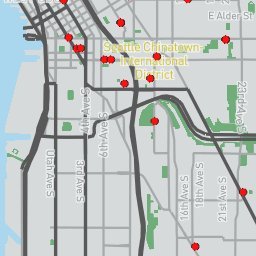 E Alder St
Seattle Chinatown-
International
District
23rd Ave S
4th Ave S
6th Ave S
Utah Ave S
3rd Ave S
16th Ave S
18th Ave S
21st Ave S